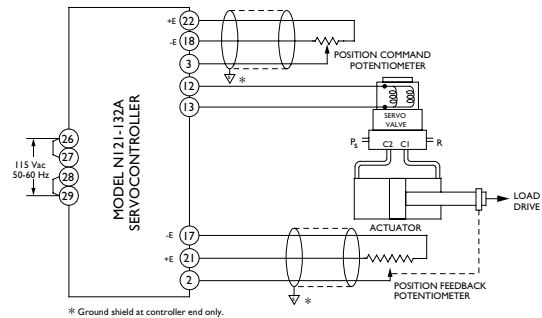 +E 22
-E 18
3
POSITION COMMAND
POTENTIOMETER
*
12
13
SERVO
VALVE
Ps
R
C2 C1
26
27
28
29
115 Vac
50-60 Hz
MODEL N121-132A
SERVOCONTROLLER
LOAD
DRIVE
ACTUATOR
-E 17
+E 21
2
POSITION FEEDBACK
POTENTIOMETER
*
* Ground shield at controller end only.